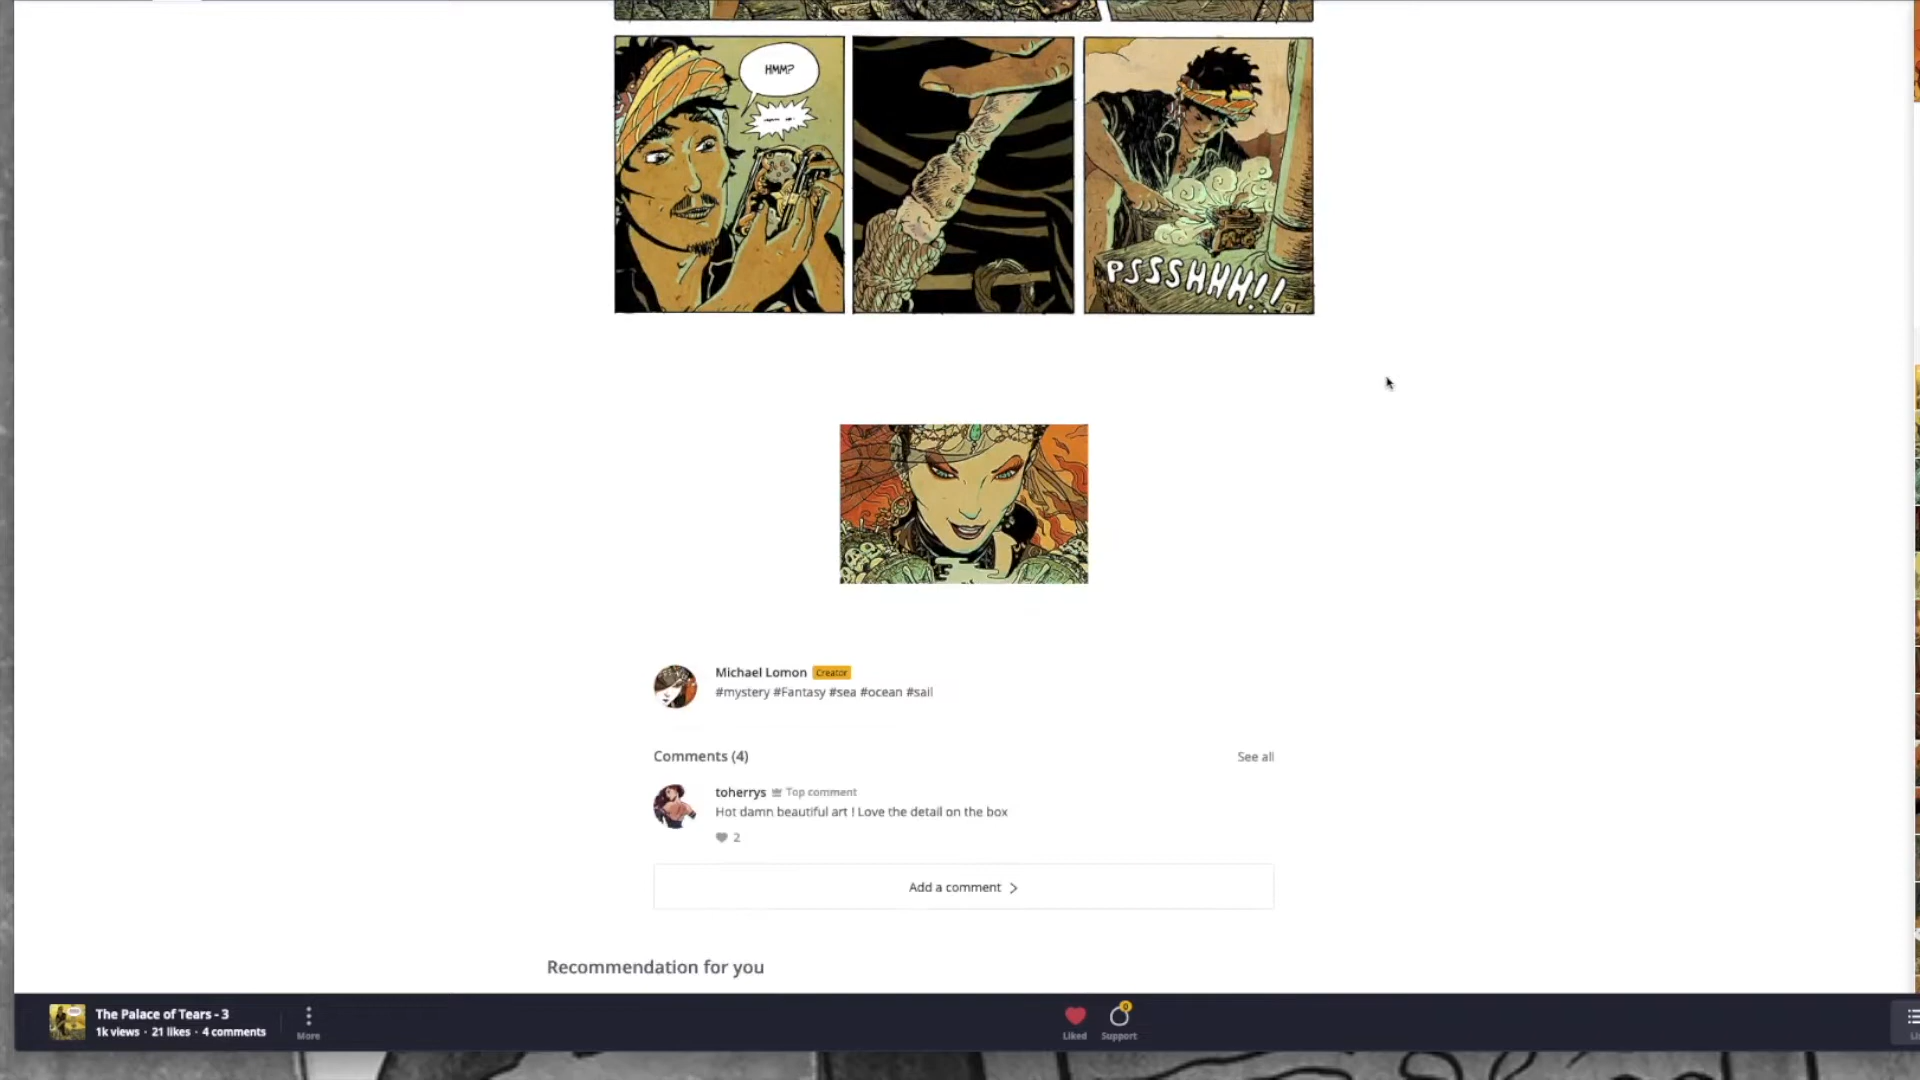 HMM?
PSSSHHH!!
Michael Lomon Creator
#mystery #Fantasy #sea #ocean #sail
Comments (4)
See all
toherrys Top comment
Hot damn beautiful art ! Love the detail on the box
2
Add a comment >
Recommendation for you
The Palace of Tears - 3
1k views · 21 likes · 4 comments
More
Liked
0
Support